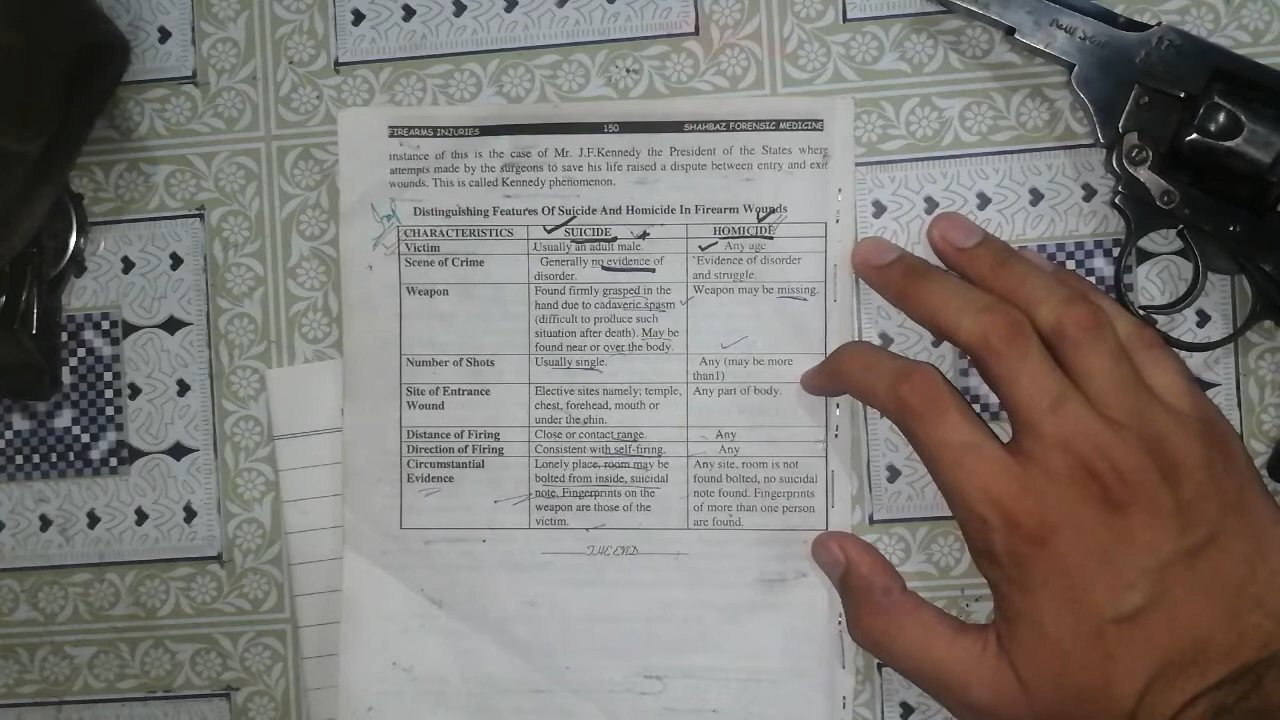 New Star
FIREARMS INJURIES 150 SHAHBAZ FORENSIC MEDICINE
instance of this is the case of Mr. J.F.Kennedy the President of the States where
attempts made by the surgeons to save his life raised a dispute between entry and exit
wounds. This is called Kennedy phenomenon.
Distinguishing Features Of Suicide And Homicide In Firearm Wounds
CHARACTERISTICS SUICIDE HOMICIDE
Victim Usually an adult male. Any age
Scene of Crime Generally no evidence of disorder. Evidence of disorder and struggle.
Weapon Found firmly grasped in the hand due to cadaveric spasm (difficult to produce such situation after death). May be found near or over the body. Weapon may be missing.
Number of Shots Usually single. Any (may be more than1)
Site of Entrance Wound Elective sites namely; temple, chest, forehead, mouth or under the chin. Any part of body.
Distance of Firing Close or contact range. Any
Direction of Firing Consistent with self-firing. Any
Circumstantial Evidence Lonely place, room may be bolted from inside, suicidal note. Fingerprints on the weapon are those of the victim. Any site, room is not found bolted, no suicidal note found. Fingerprints of more than one person are found.
THE END